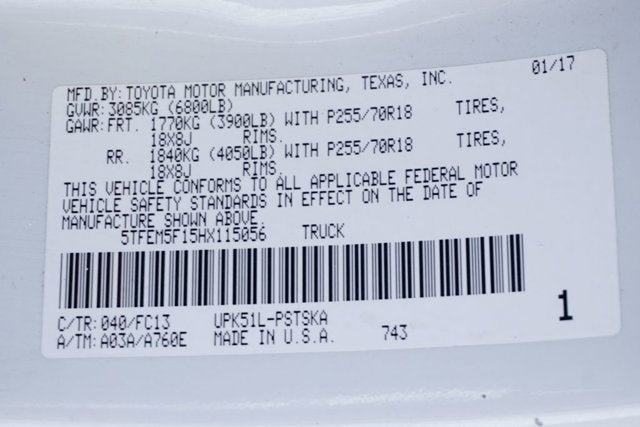 MFD.BY: TOYOTA MOTOR MANUFACTURING, TEXAS, INC. 01/17
GVWR: 3085KG (6800LB)
GAWR: FRT. 1770KG (3900LB) WITH P255/70R18 TIRES,
18X8J RIMS.
RR. 1840KG (4050LB) WITH P255/70R18 TIRES,
18X8J RIMS.
THIS VEHICLE CONFORMS TO ALL APPLICABLE FEDERAL MOTOR
VEHICLE SAFETY STANDARDS IN EFFECT ON THE DATE OF
MANUFACTURE SHOWN ABOVE.
5TFEM5F15HX115056 TRUCK
C/TR: 040/FC13 UPK51L-PSTSKA 1
A/TM: A03A/A760E MADE IN U.S.A. 743